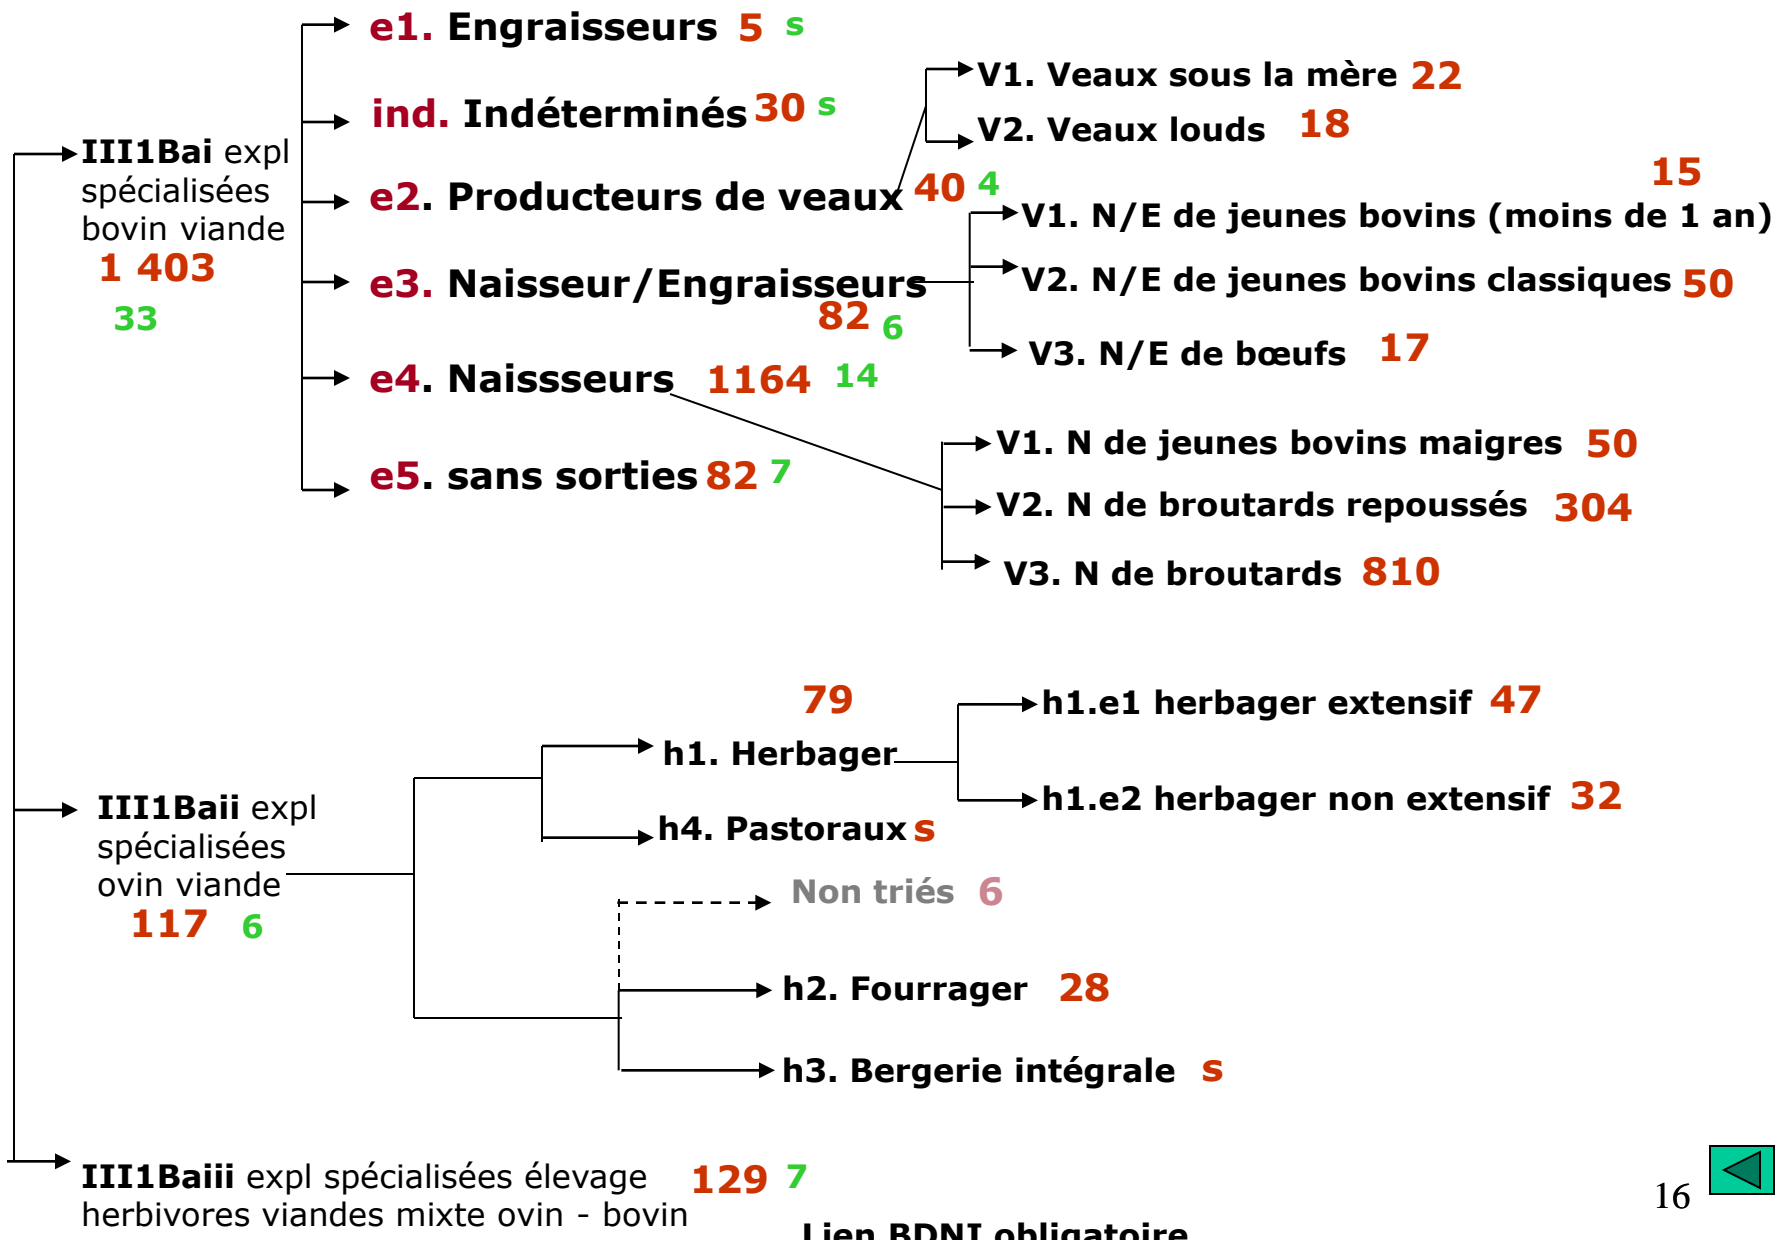 e1. Engraisseurs 5 s
ind. Indéterminés 30 s
e2. Producteurs de veaux 40 4
e3. Naisseur/Engraisseurs
82 6
e4. Naissseurs 1164 14
e5. sans sorties 82 7
III1Bai expl
spécialisées
bovin viande
1 403
33
V1. Veaux sous la mère 22
V2. Veaux louds 18
15
V1. N/E de jeunes bovins (moins de 1 an)
V2. N/E de jeunes bovins classiques 50
V3. N/E de bœufs 17
V1. N de jeunes bovins maigres 50
V2. N de broutards repoussés 304
V3. N de broutards 810
III1Baii expl
spécialisées
ovin viande
117 6
79
h1. Herbager
h4. Pastoraux s
h1.e1 herbager extensif 47
h1.e2 herbager non extensif 32
Non triés 6
h2. Fourrager 28
h3. Bergerie intégrale s
III1Baiii expl spécialisées élevage
herbivores viandes mixte ovin - bovin
129 7
Lien BDNI obligatoire
16